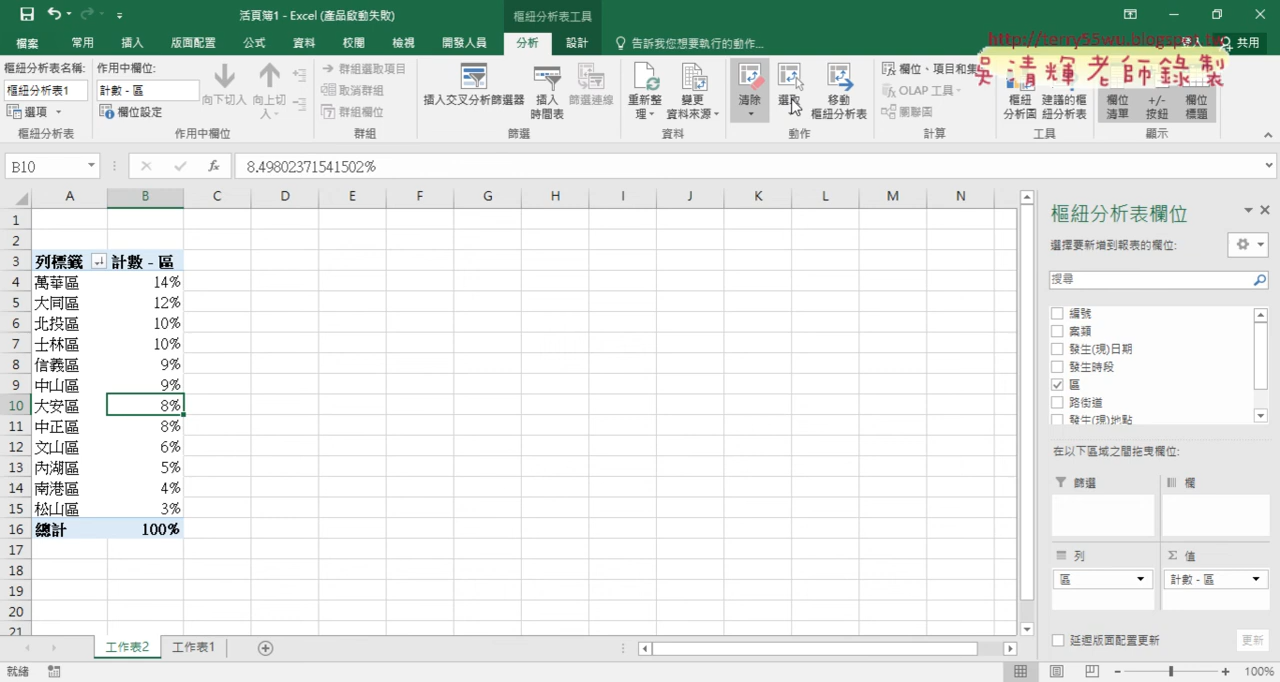 活頁簿1 - Excel (產品啟動失敗)
樞紐分析表工具
檔案 常用 插入 版面配置 公式 資料 校閱 檢視 開發人員 分析 設計 告訴我您想要執行的動作...
共用
http://terry55wu.blogspot.tw
吳清輝老師錄製
樞紐分析表名稱:
樞紐分析表1
選項
樞紐分析表
作用中欄位:
計數 - 區
欄位設定
向下切入 向上切入
作用中欄位
群組選取項目
取消群組
群組欄位
群組
插入交叉分析篩選器 插入時間表 篩選連線
篩選
重新整理 變更資料來源
資料
清除 選取 移動樞紐分析表
動作
欄位、項目和集
OLAP 工具
關聯圖
計算
樞紐分析圖 建議的樞紐分析表
工具
欄位清單 +/-按鈕 欄位標題
顯示
B10 fx 8.49802371541502%
A B C D E F G H I J K L M N
1
2
3 列標籤 計數 - 區
4 萬華區 14%
5 大同區 12%
6 北投區 10%
7 士林區 10%
8 信義區 9%
9 中山區 9%
10 大安區 8%
11 中正區 8%
12 文山區 6%
13 內湖區 5%
14 南港區 4%
15 松山區 3%
16 總計 100%
17
18
19
20
21
樞紐分析表欄位
選擇要新增到報表的欄位:
搜尋
編號
案類
發生(現)日期
發生時段
區
路街道
發生(現)地點
在以下區域之間拖曳欄位:
篩選 欄
列 Σ 值
區 計數 - 區
延遲版面配置更新 更新
工作表2 工作表1
就緒 100%